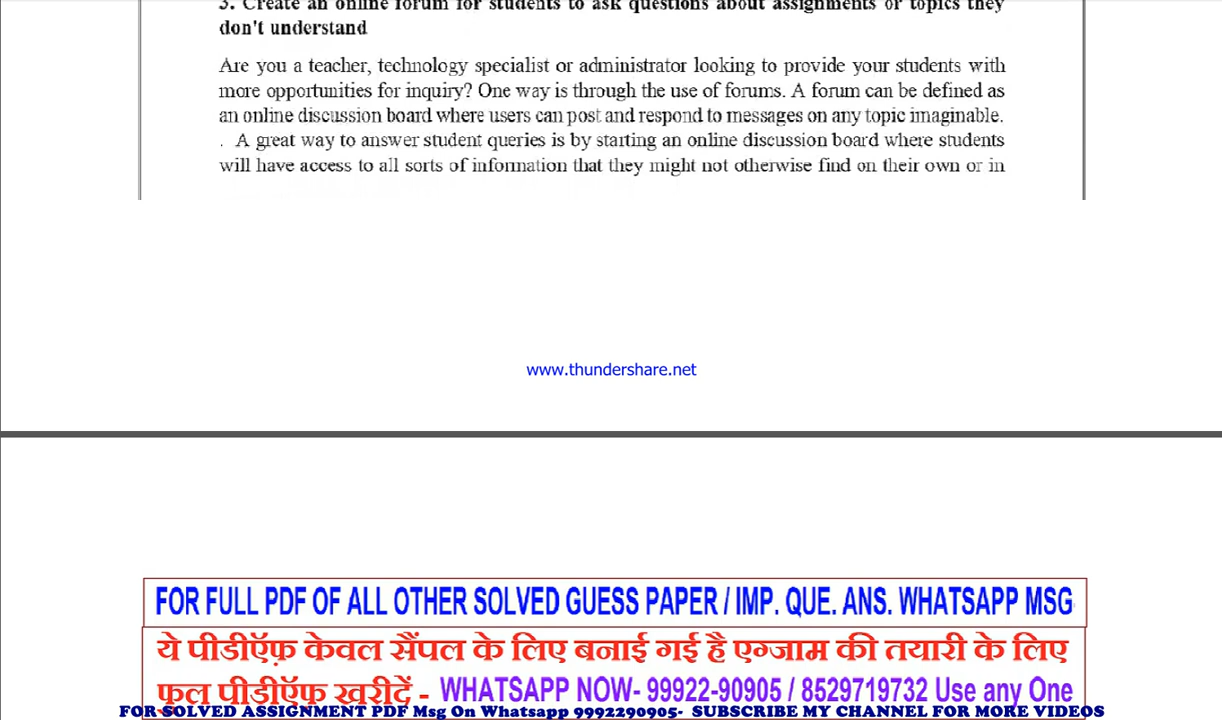 3. Create an online forum for students to ask questions about assignments or topics they
don't understand
Are you a teacher, technology specialist or administrator looking to provide your students with
more opportunities for inquiry? One way is through the use of forums. A forum can be defined as
an online discussion board where users can post and respond to messages on any topic imaginable.
. A great way to answer student queries is by starting an online discussion board where students
will have access to all sorts of information that they might not otherwise find on their own or in
www.thundershare.net
FOR FULL PDF OF ALL OTHER SOLVED GUESS PAPER / IMP. QUE. ANS. WHATSAPP MSG
ये पीडीऍफ़ केवल सैंपल के लिए बनाई गई है एग्जाम की तयारी के लिए
फुल पीडीऍफ खरीदें - WHATSAPP NOW- 99922-90905 / 8529719732 Use any One
FOR SOLVED ASSIGNMENT PDF Msg On Whatsapp 9992290905- SUBSCRIBE MY CHANNEL FOR MORE VIDEOS